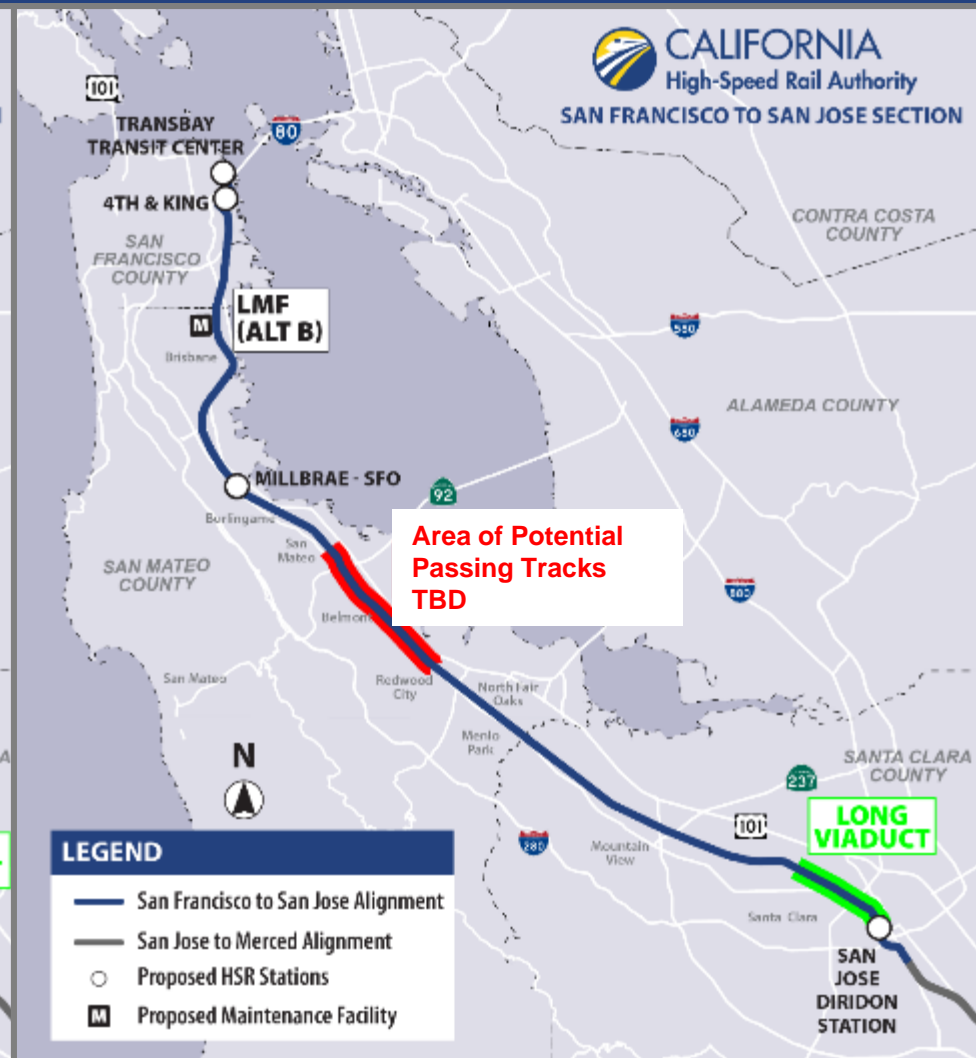 CALIFORNIA
High-Speed Rail Authority
SAN FRANCISCO TO SAN JOSE SECTION
101
TRANSBAY
TRANSIT CENTER
80
4TH & KING
SAN
FRANCISCO
COUNTY
CONTRA COSTA
COUNTY
LMF
(ALT B)
M
Brisbane
580
ALAMEDA COUNTY
680
MILLBRAE - SFO
92
Burlingame
San
Mateo
Area of Potential
Passing Tracks
TBD
SAN MATEO
COUNTY
880
Belmont
San Mateo
Redwood
City
North Fair
Oaks
Menlo
Park
N
SANTA CLARA
COUNTY
237
LONG
VIADUCT
101
280
Mountain
View
Santa Clara
SAN
JOSE
DIRIDON
STATION
LEGEND
San Francisco to San Jose Alignment
San Jose to Merced Alignment
Proposed HSR Stations
M Proposed Maintenance Facility